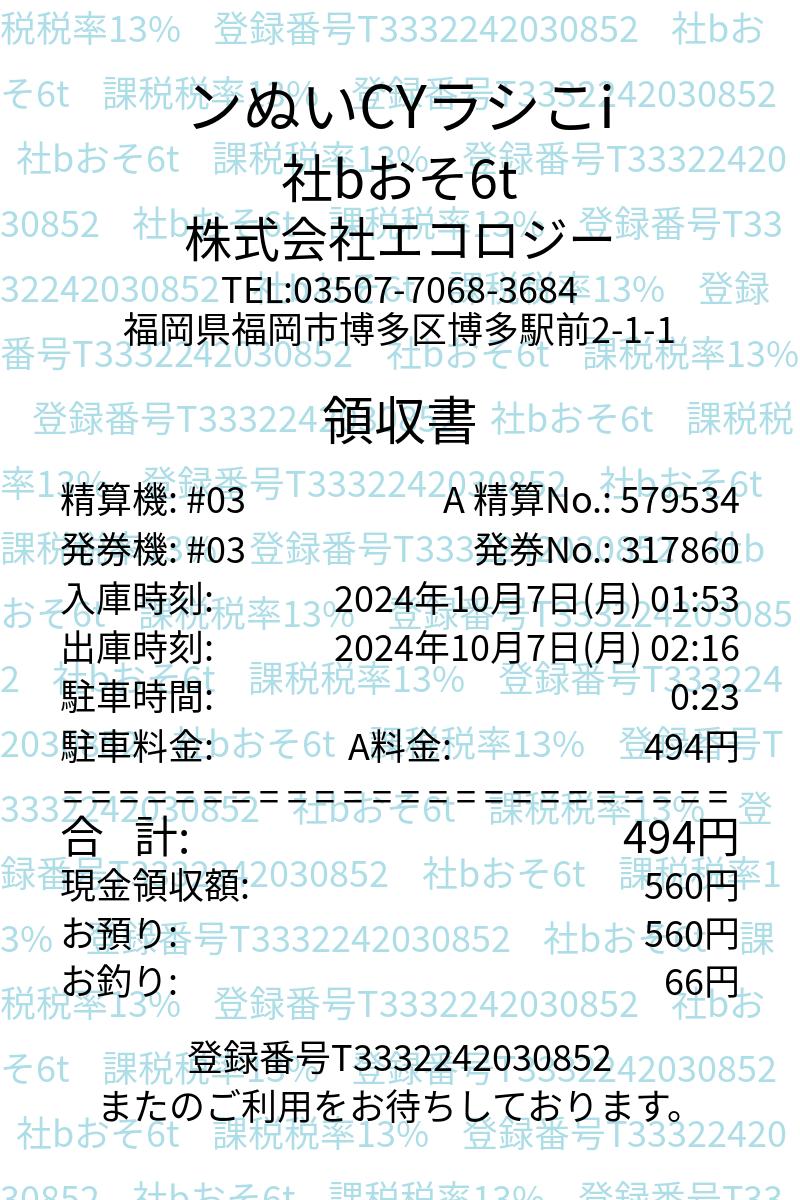 ンぬいCYラシこi
社bおそ6t
株式会社エコロジー
TEL:03507-7068-3684
福岡県福岡市博多区博多駅前2-1-1
領収書
精算機: #03 A 精算No.: 579534
発券機: #03 発券No.: 317860
入庫時刻: 2024年10月7日(月) 01:53
出庫時刻: 2024年10月7日(月) 02:16
駐車時間: 0:23
駐車料金: A料金: 494円
========================
合 計: 494円
現金領収額: 560円
お預り: 560円
お釣り: 66円
登録番号T3332242030852
またのご利用をお待ちしております。